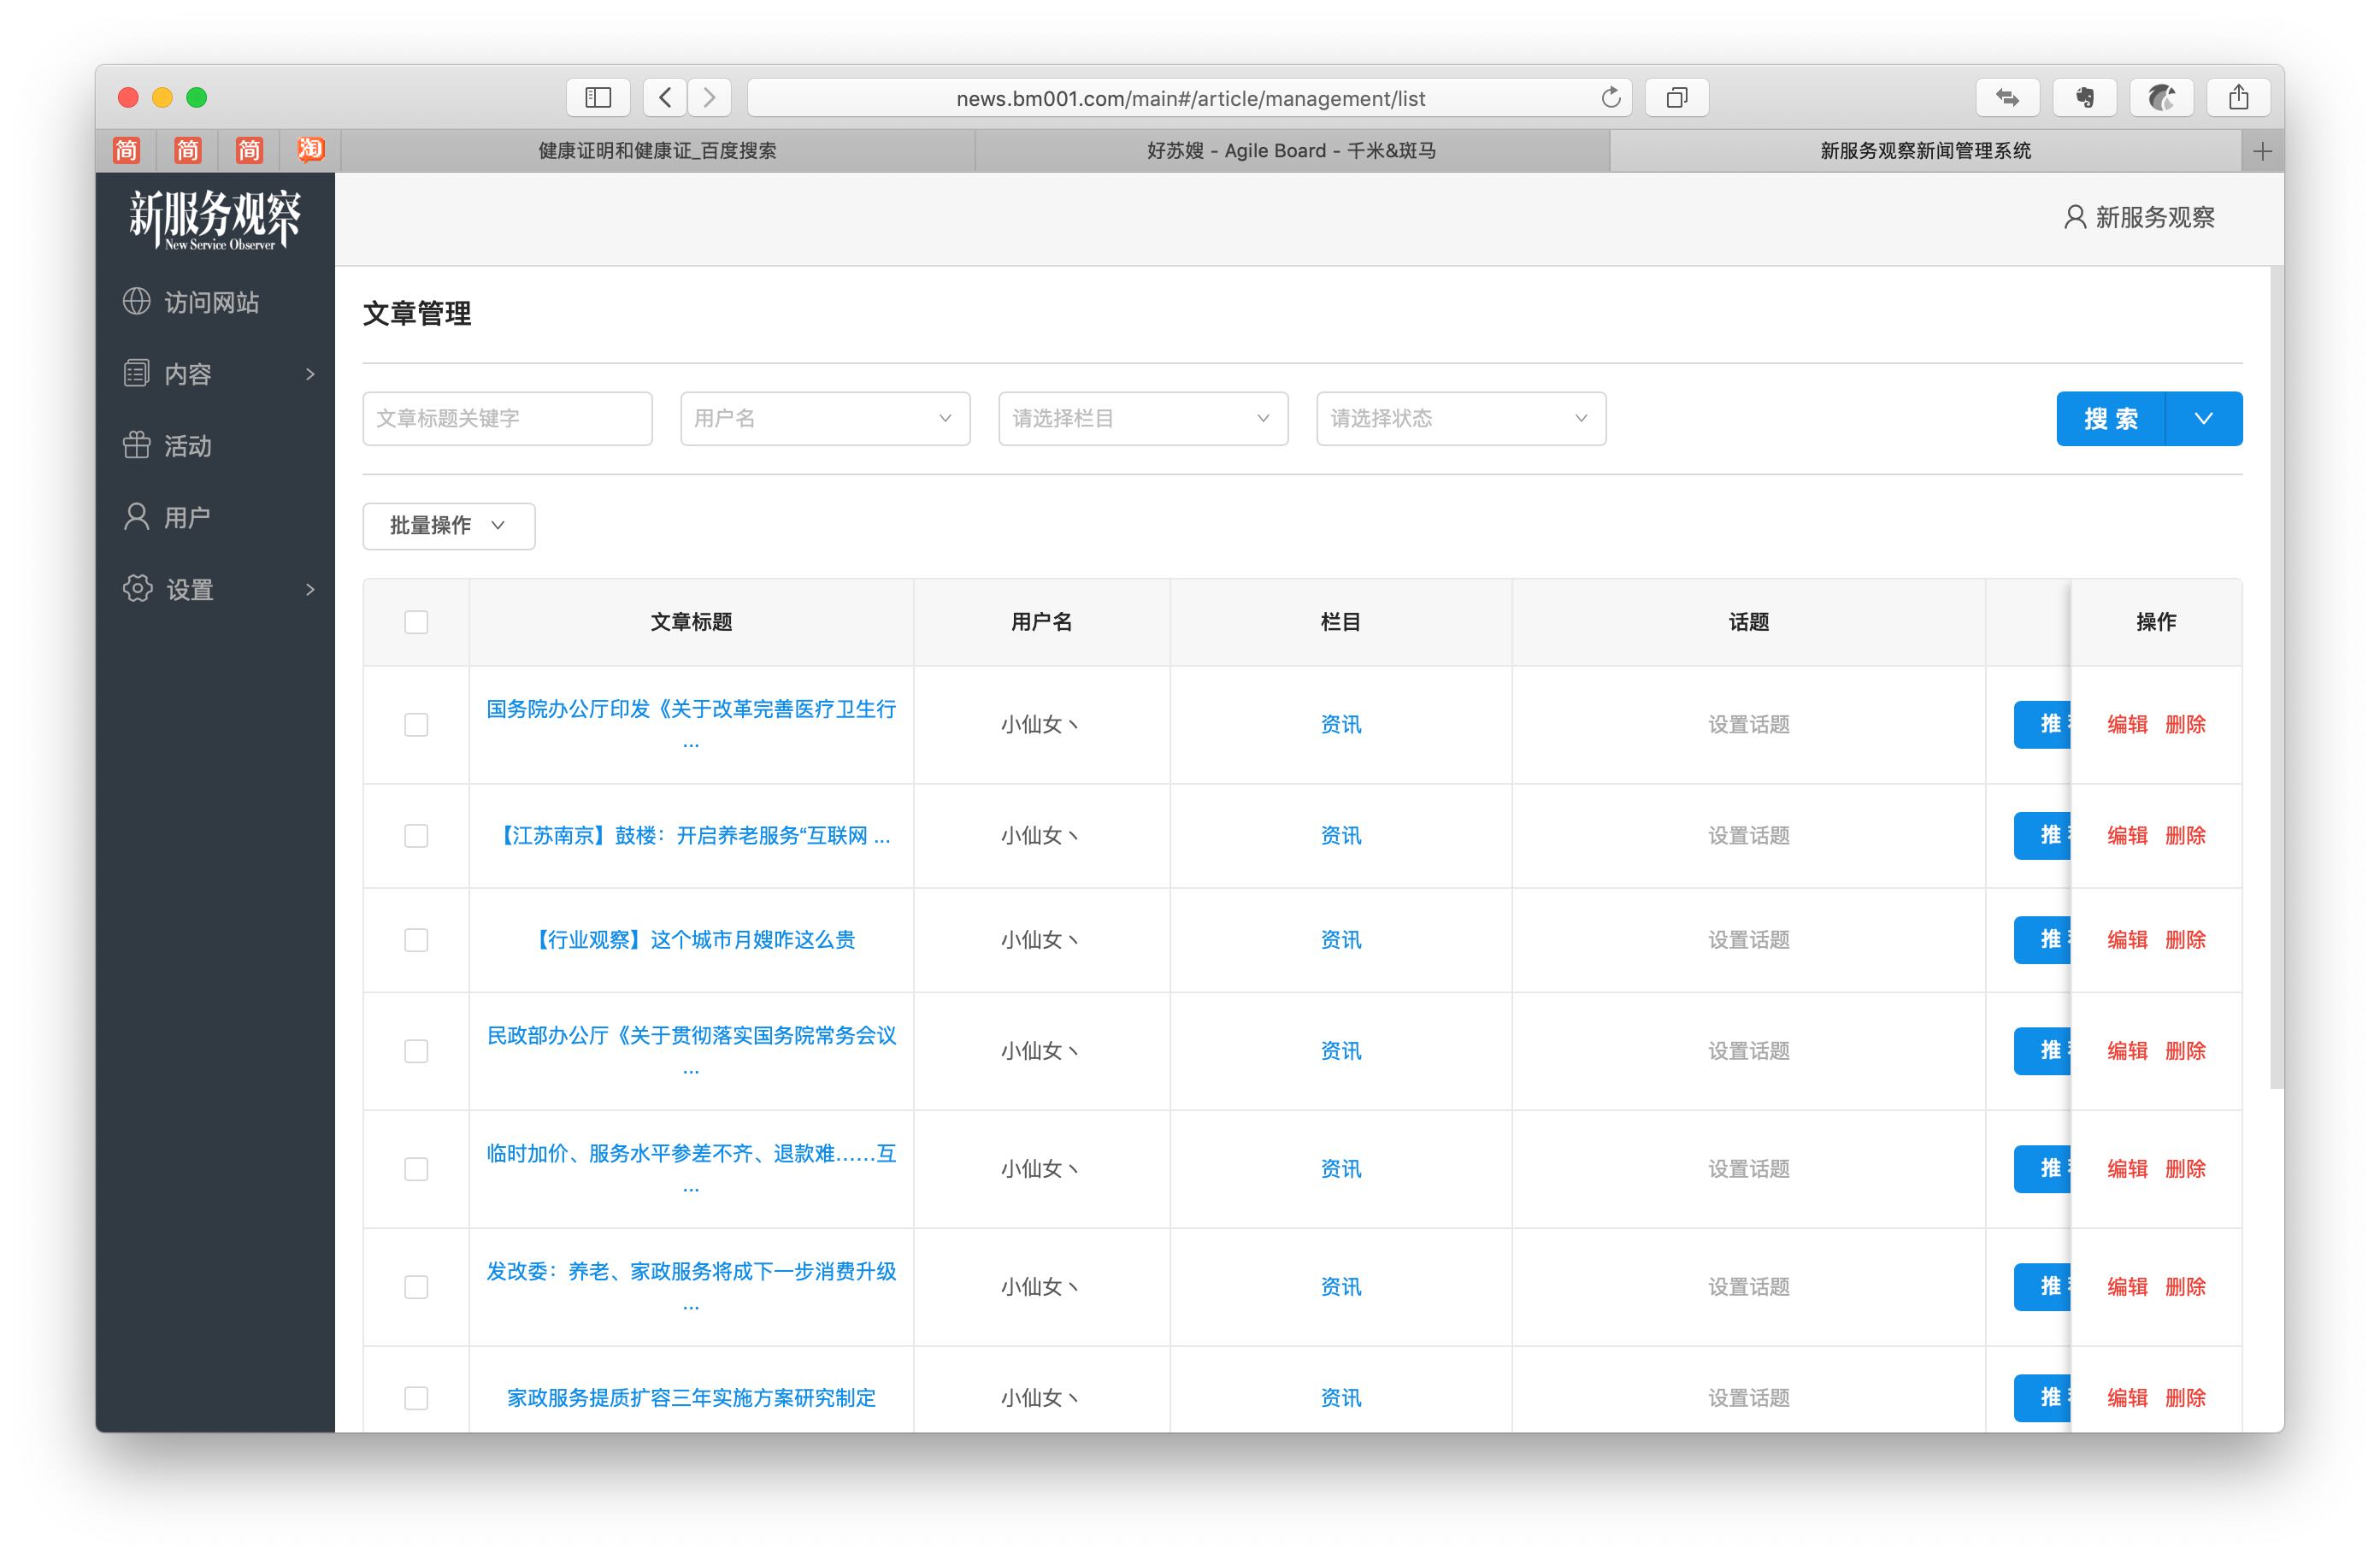 news.bm001.com/main#/article/management/list
简
简
简
淘
健康证明和健康证_百度搜索
好苏嫂 - Agile Board - 千米&斑马
新服务观察新闻管理系统
新服务观察
New Service Observer
新服务观察
访问网站
内容
活动
用户
设置
文章管理
文章标题关键字
用户名
请选择栏目
请选择状态
搜 索
批量操作
文章标题
用户名
栏目
话题
操作
国务院办公厅印发《关于改革完善医疗卫生行
...
小仙女丶
资讯
设置话题
推
编辑 删除
【江苏南京】鼓楼：开启养老服务“互联网 ...
小仙女丶
资讯
设置话题
推
编辑 删除
【行业观察】这个城市月嫂咋这么贵
小仙女丶
资讯
设置话题
推
编辑 删除
民政部办公厅《关于贯彻落实国务院常务会议
...
小仙女丶
资讯
设置话题
推
编辑 删除
临时加价、服务水平参差不齐、退款难……互
...
小仙女丶
资讯
设置话题
推
编辑 删除
发改委：养老、家政服务将成下一步消费升级
...
小仙女丶
资讯
设置话题
推
编辑 删除
家政服务提质扩容三年实施方案研究制定
小仙女丶
资讯
设置话题
推
编辑 删除